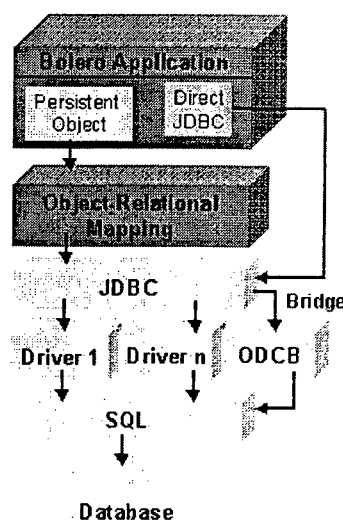 Bolero Application
Persistent
Object
Direct
JDBC
Object-Relational
Mapping
JDBC
Bridge
Driver 1
Driver n
ODCB
SQL
Database